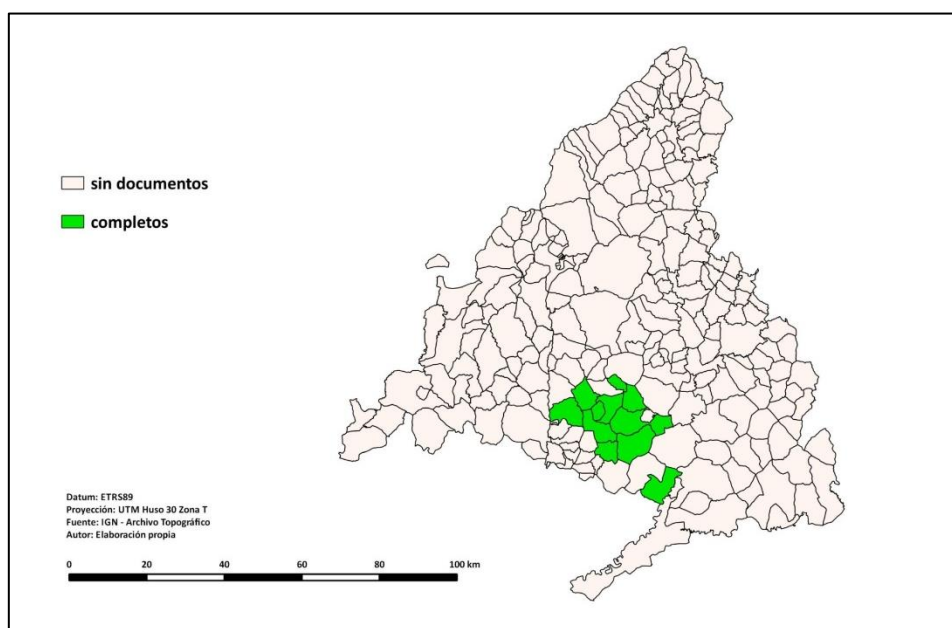 sin documentos
completos
Datum: ETRS89
Proyección: UTM Huso 30 Zona T
Fuente: IGN - Archivo Topográfico
Autor: Elaboración propia
0 20 40 60 80 100 km